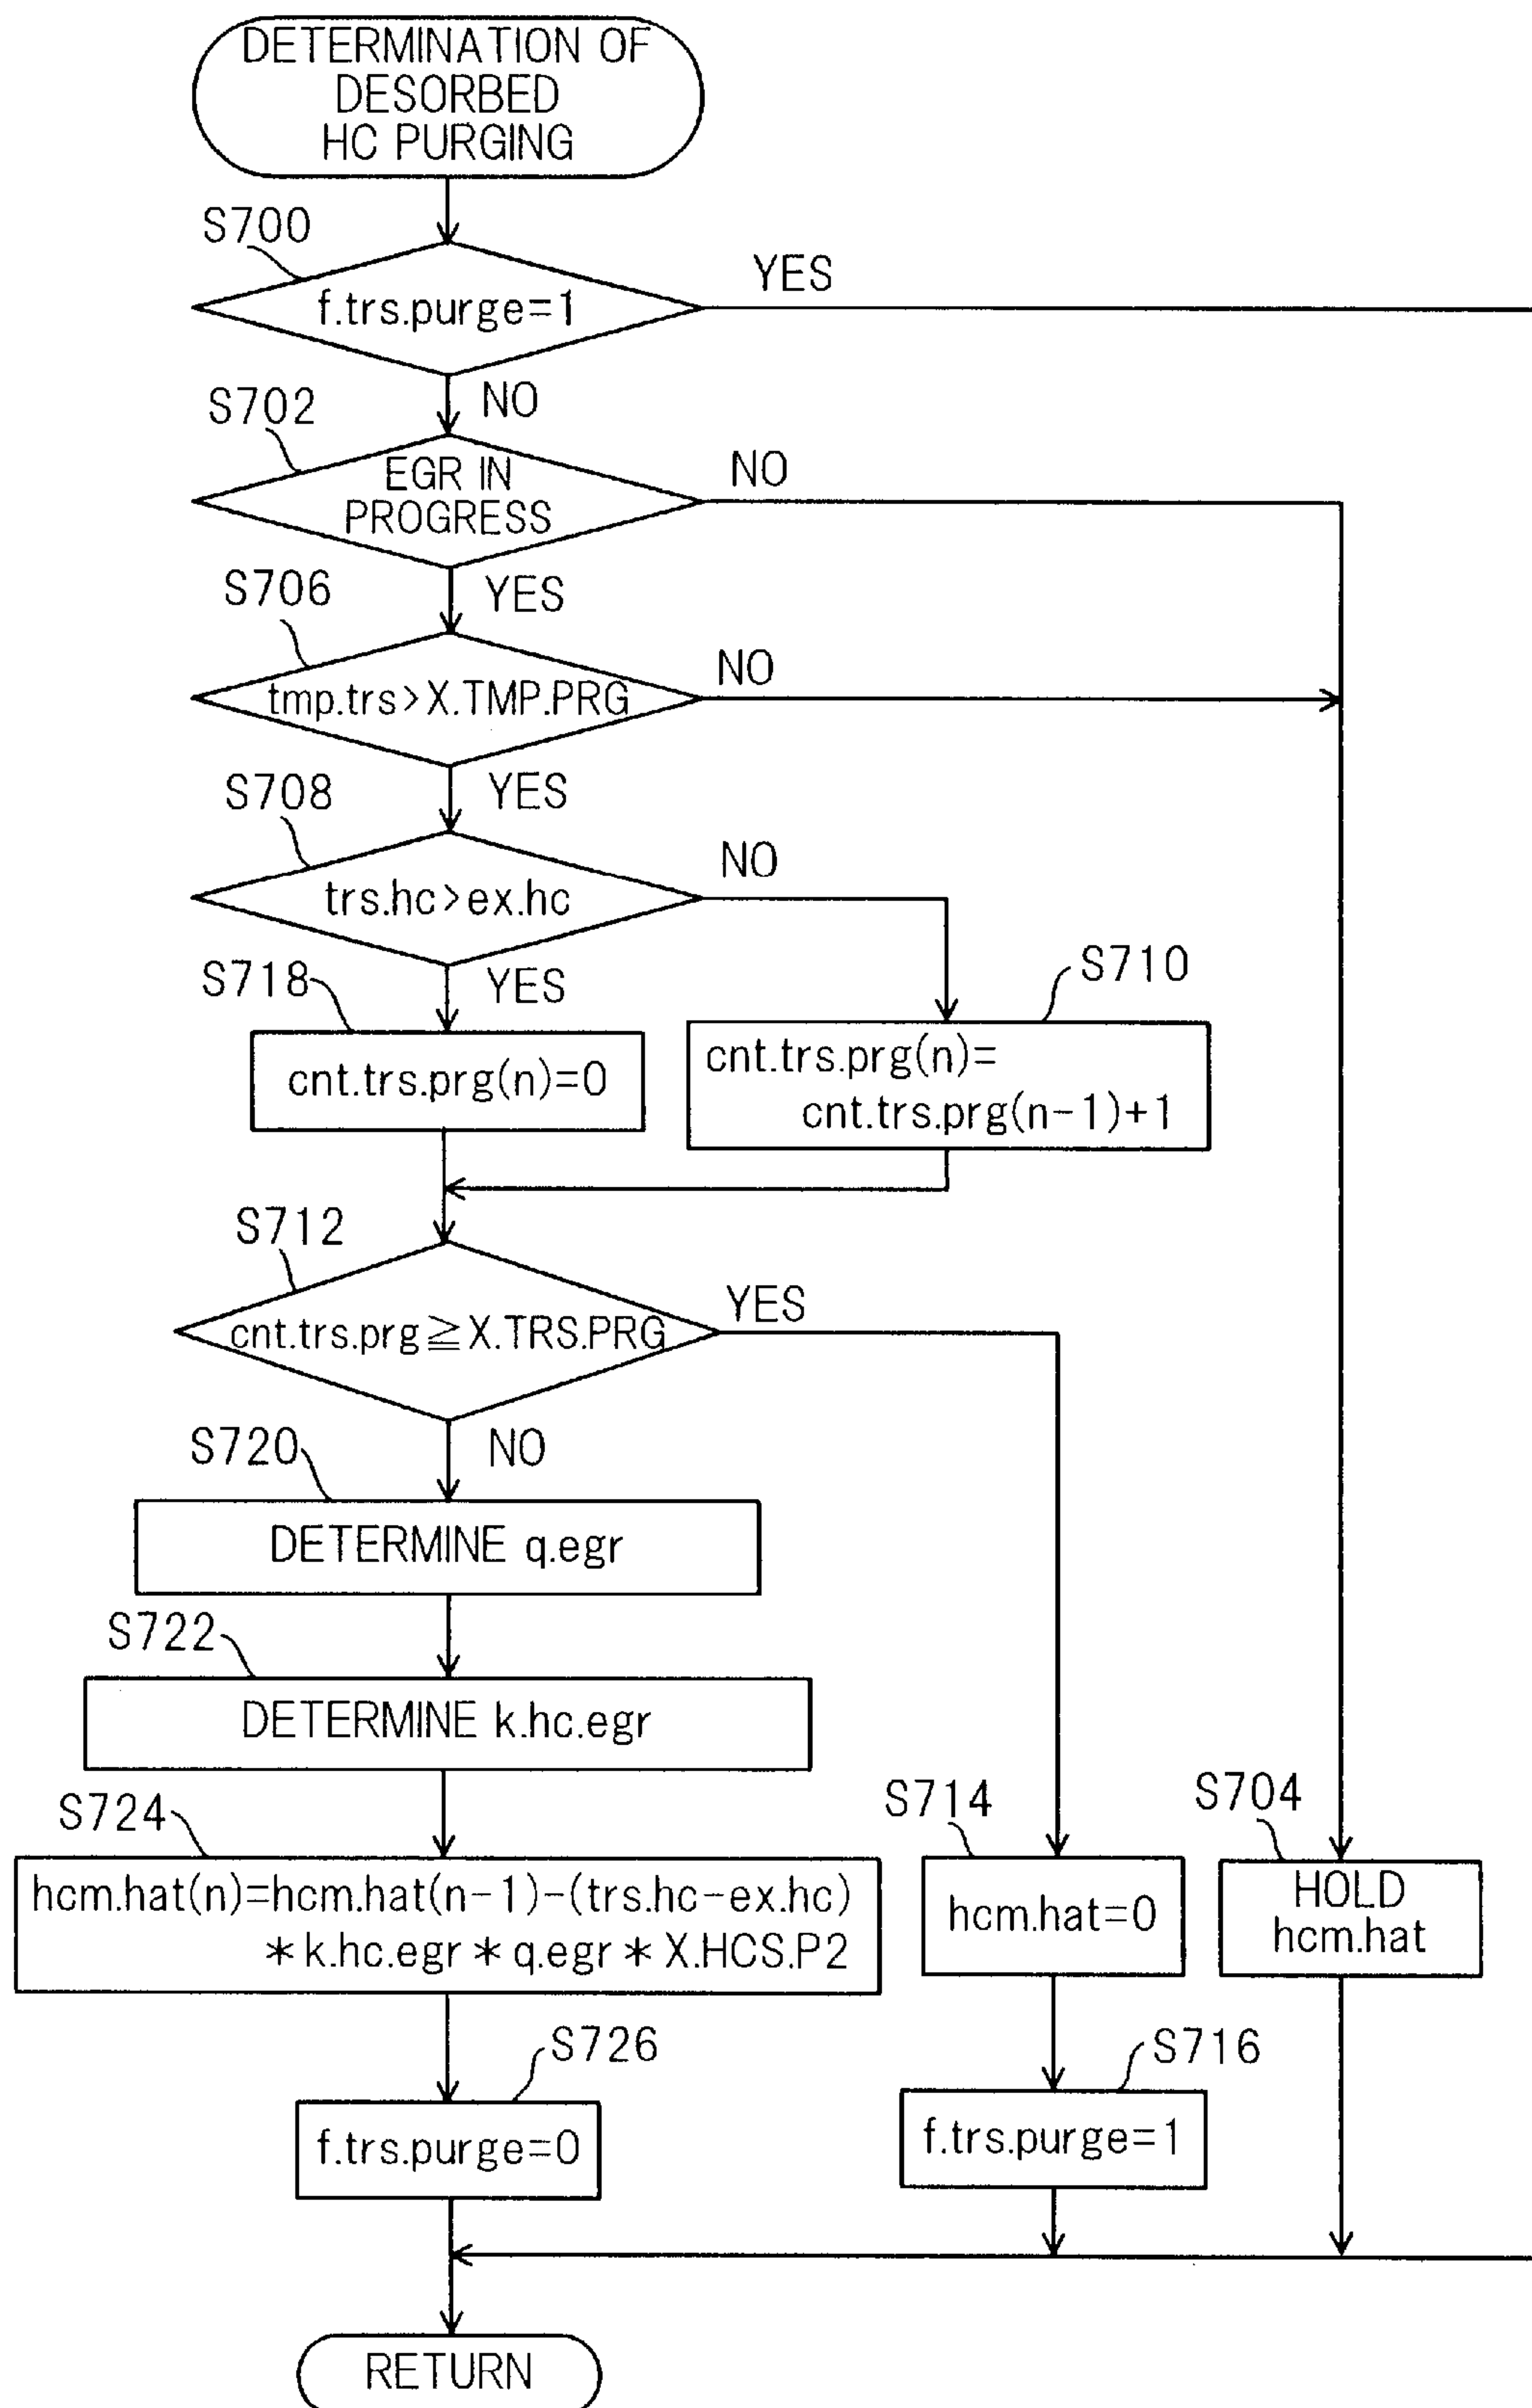 DETERMINATION OF
DESORBED
HC PURGING
S700
f.trs.purge=1
YES
NO
S702
EGR IN
PROGRESS
NO
YES
S706
tmp.trs>X.TMP.PRG
NO
YES
S708
trs.hc>ex.hc
NO
YES
S718
cnt.trs.prg(n)=0
S710
cnt.trs.prg(n)=
cnt.trs.prg(n-1)+1
S712
cnt.trs.prg≧X.TRS.PRG
YES
NO
S720
DETERMINE q.egr
S722
DETERMINE k.hc.egr
S724
hcm.hat(n)=hcm.hat(n-1)-(trs.hc-ex.hc)
*k.hc.egr*q.egr*X.HCS.P2
S714
hcm.hat=0
S704
HOLD
hcm.hat
S726
f.trs.purge=0
S716
f.trs.purge=1
RETURN